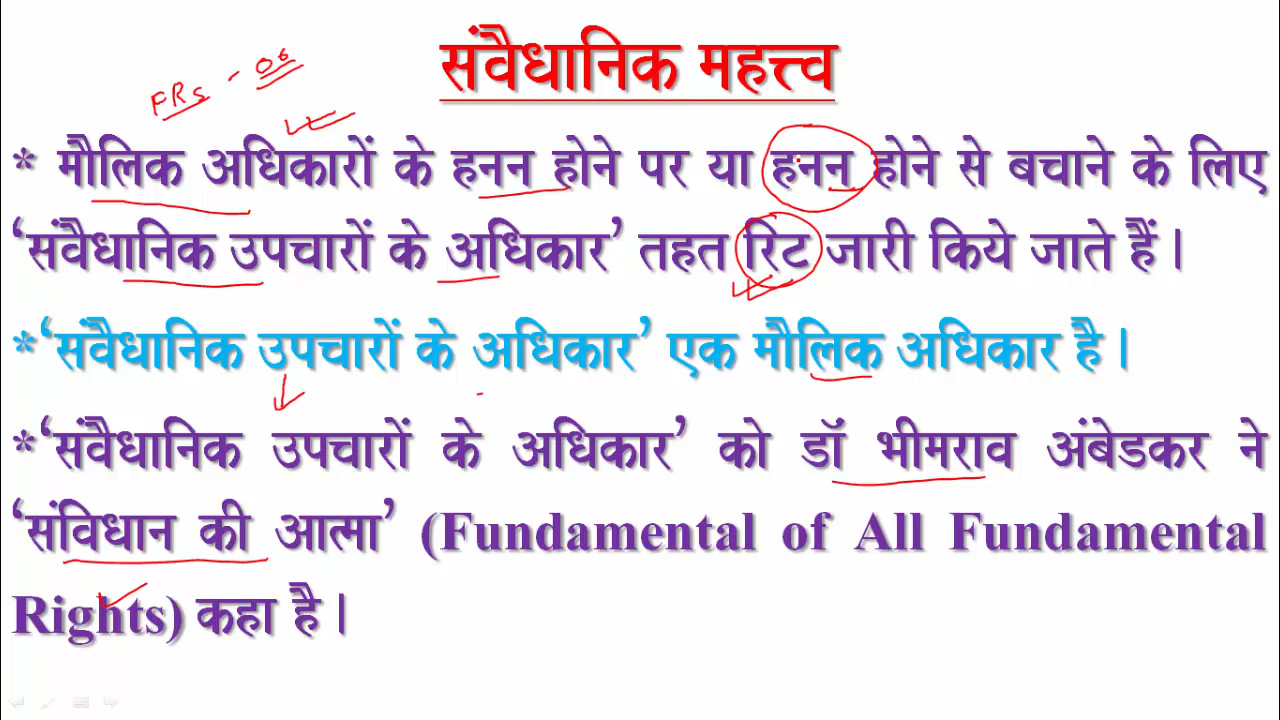 संवैधानिक महत्त्व
FRs - 06
* मौलिक अधिकारों के हनन होने पर या हनन होने से बचाने के लिए
‘संवैधानिक उपचारों के अधिकार’ तहत रिट जारी किये जाते हैं।
*‘संवैधानिक उपचारों के अधिकार’ एक मौलिक अधिकार है।
*‘संवैधानिक उपचारों के अधिकार’ को डॉ भीमराव अंबेडकर ने
‘संविधान की आत्मा’ (Fundamental of All Fundamental
Rights) कहा है।